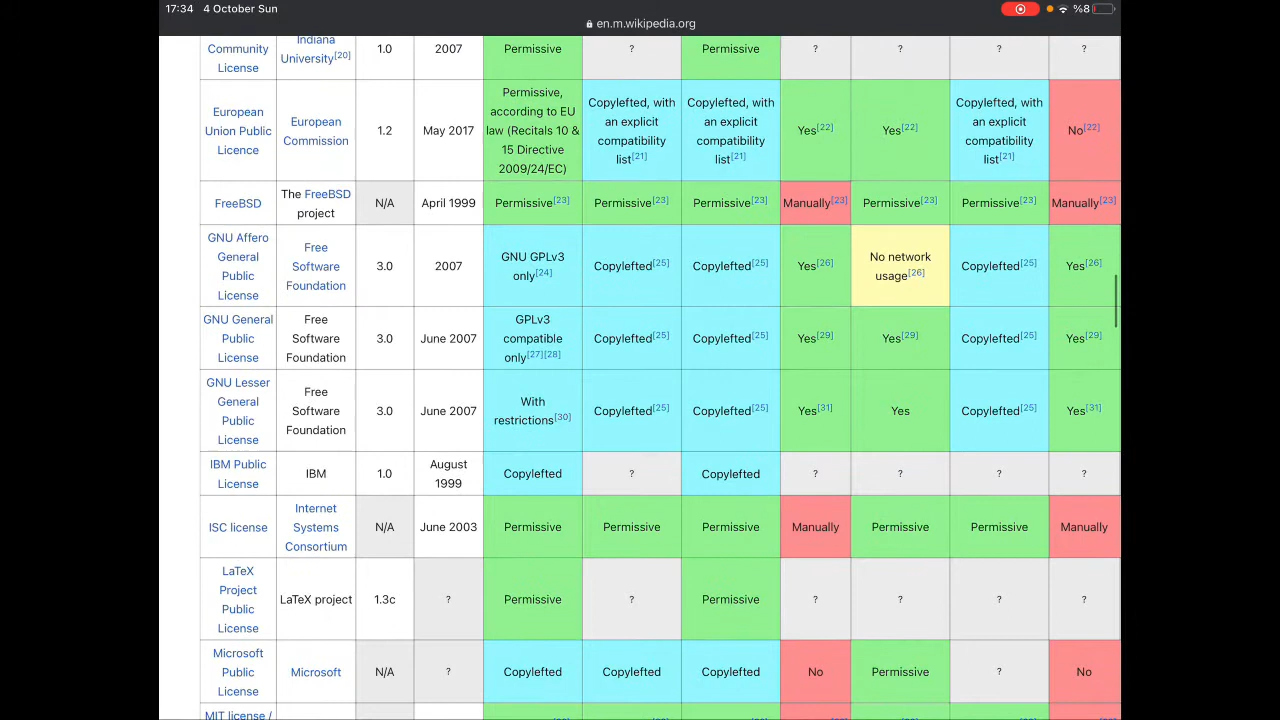 17:34 4 October Sun %8
en.m.wikipedia.org
Community License
Indiana University[20]
1.0
2007
Permissive
?
Permissive
?
?
?
?
European Union Public Licence
European Commission
1.2
May 2017
Permissive, according to EU law (Recitals 10 & 15 Directive 2009/24/EC)
Copylefted, with an explicit compatibility list[21]
Copylefted, with an explicit compatibility list[21]
Yes[22]
Yes[22]
Copylefted, with an explicit compatibility list[21]
No[22]
FreeBSD
The FreeBSD project
N/A
April 1999
Permissive[23]
Permissive[23]
Permissive[23]
Manually[23]
Permissive[23]
Permissive[23]
Manually[23]
GNU Affero General Public License
Free Software Foundation
3.0
2007
GNU GPLv3 only[24]
Copylefted[25]
Copylefted[25]
Yes[26]
No network usage[26]
Copylefted[25]
Yes[26]
GNU General Public License
Free Software Foundation
3.0
June 2007
GPLv3 compatible only[27][28]
Copylefted[25]
Copylefted[25]
Yes[29]
Yes[29]
Copylefted[25]
Yes[29]
GNU Lesser General Public License
Free Software Foundation
3.0
June 2007
With restrictions[30]
Copylefted[25]
Copylefted[25]
Yes[31]
Yes
Copylefted[25]
Yes[31]
IBM Public License
IBM
1.0
August 1999
Copylefted
?
Copylefted
?
?
?
?
ISC license
Internet Systems Consortium
N/A
June 2003
Permissive
Permissive
Permissive
Manually
Permissive
Permissive
Manually
LaTeX Project Public License
LaTeX project
1.3c
?
Permissive
?
Permissive
?
?
?
?
Microsoft Public License
Microsoft
N/A
?
Copylefted
Copylefted
Copylefted
No
Permissive
?
No
MIT license /